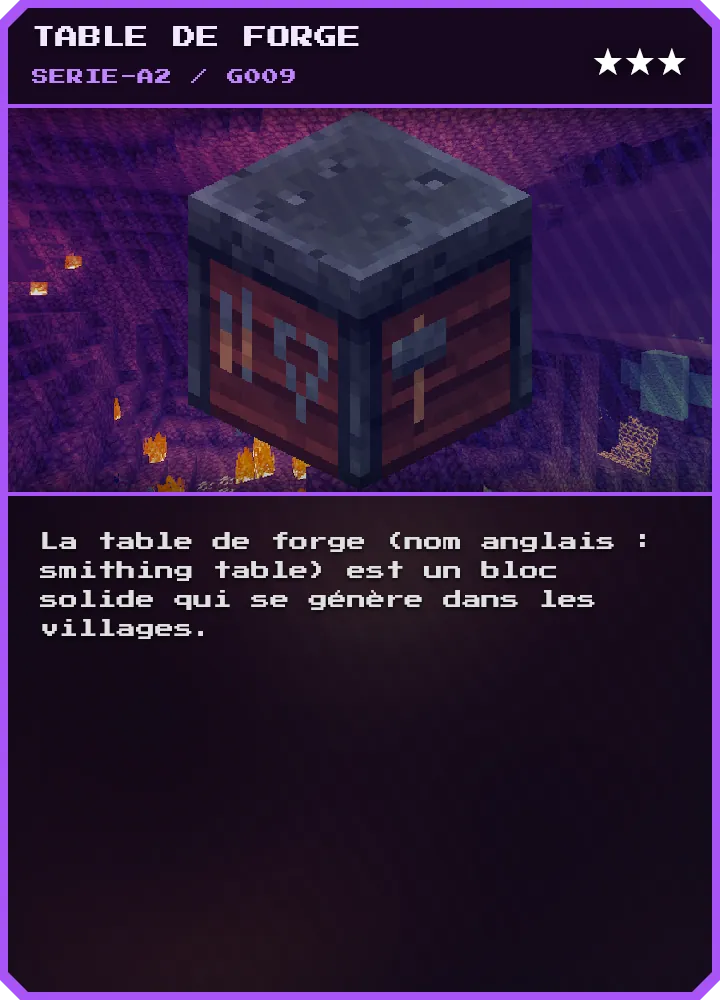 TABLE DE FORGE
SERIE-A2 / G009
★★★
La table de forge (nom anglais :
smithing table) est un bloc
solide qui se génère dans les
villages.